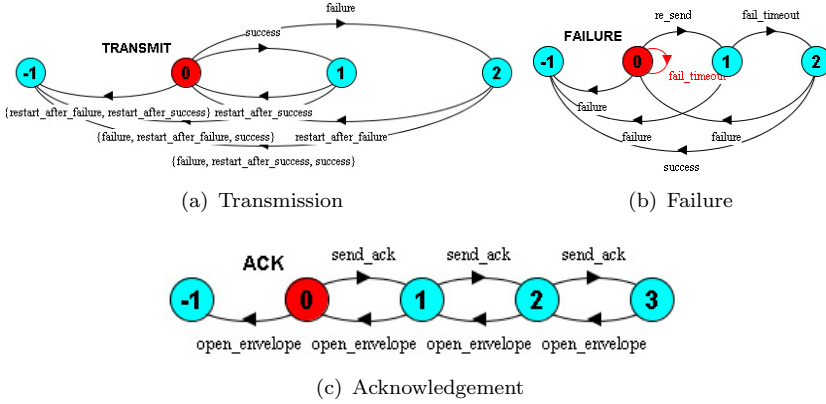 failure
success
TRANSMIT
-1
0
1
2
{restart_after_failure, restart_after_success}
restart_after_success
{failure, restart_after_failure, success}
restart_after_failure
{failure, restart_after_success, success}
(a) Transmission
re_send
fail_timeout
FAILURE
-1
0
1
2
fail_timeout
failure
failure
failure
success
(b) Failure
send_ack
send_ack
send_ack
ACK
-1
0
1
2
3
open_envelope
open_envelope
open_envelope
open_envelope
(c) Acknowledgement